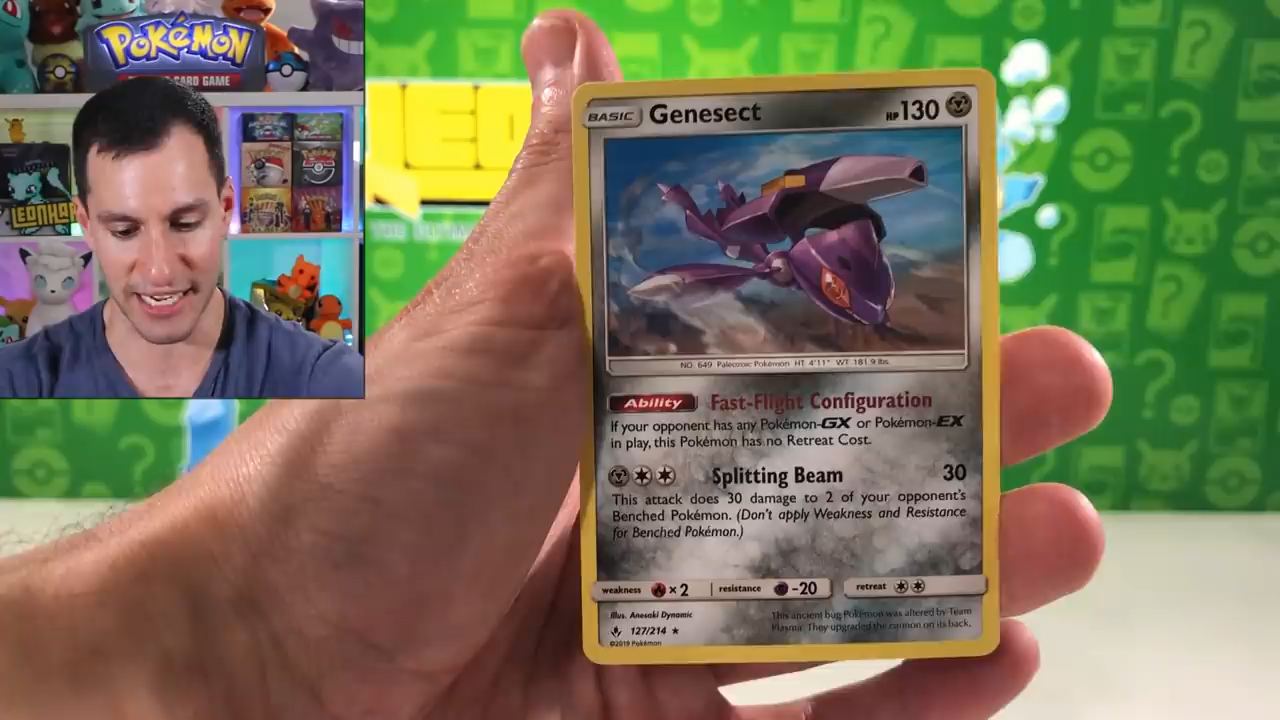 POKéMON
CARD GAME
LEONHAR
BASIC Genesect HP 130
NO. 649 Paleozoic Pokémon HT: 4'11" WT: 181.9 lbs.
Ability Fast-Flight Configuration
If your opponent has any Pokémon-GX or Pokémon-EX
in play, this Pokémon has no Retreat Cost.
Splitting Beam 30
This attack does 30 damage to 2 of your opponent's
Benched Pokémon. (Don't apply Weakness and Resistance
for Benched Pokémon.)
weakness ×2 resistance -20 retreat
Illus. Anesaki Dynamic
127/214 ★
©2019 Pokémon
This ancient bug Pokémon was altered by Team
Plasma. They upgraded the cannon on its back.